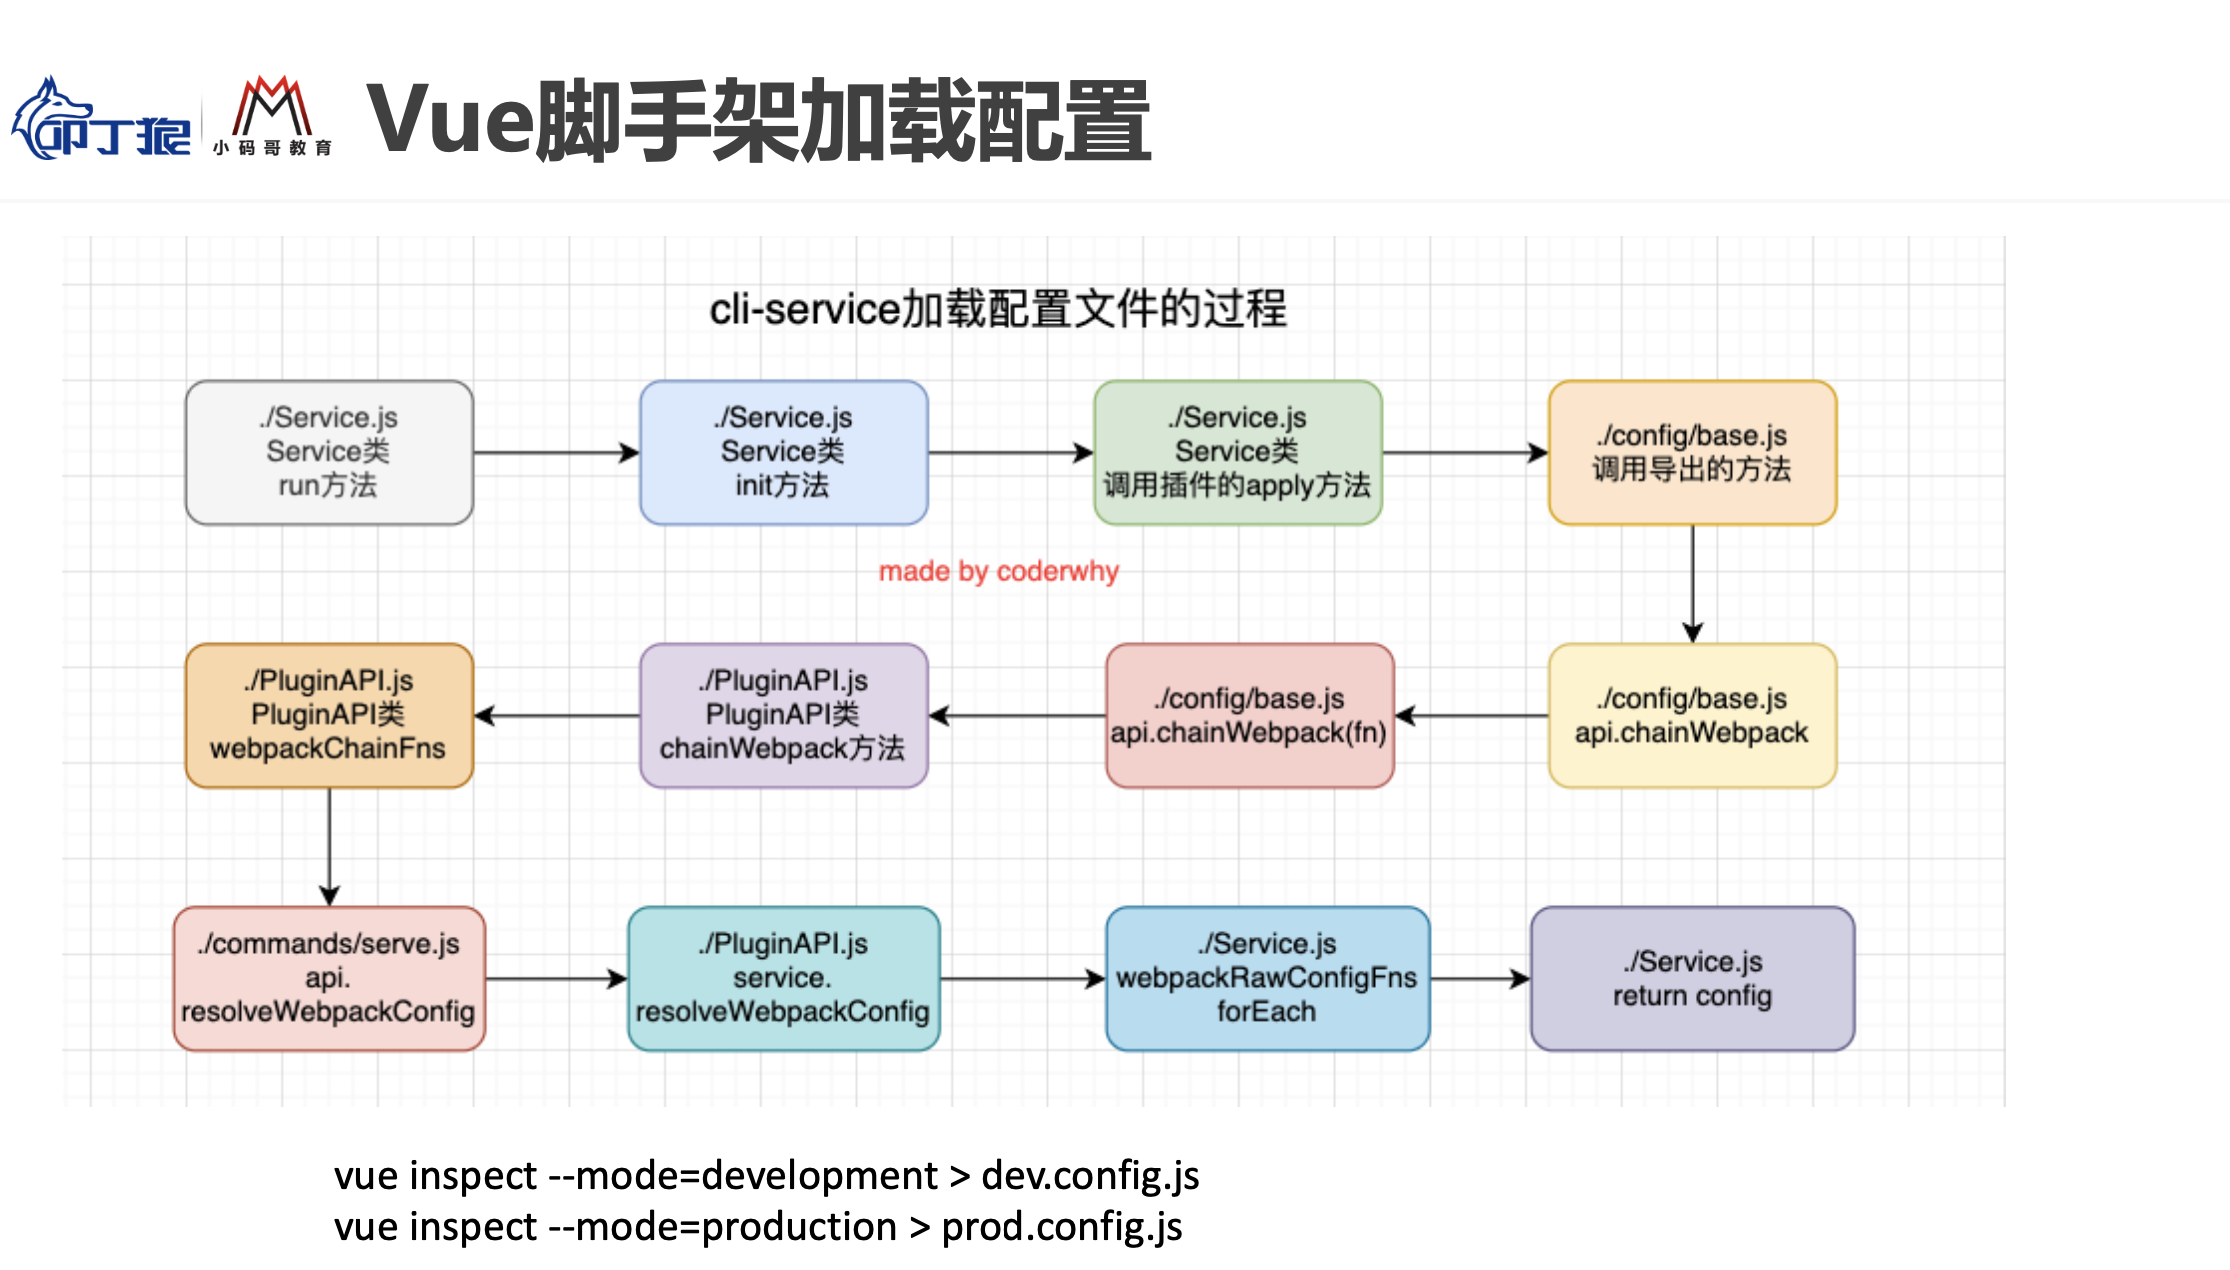 叩丁狼
小码哥教育
Vue脚手架加载配置
cli-service加载配置文件的过程
./Service.js
Service类
run方法
./Service.js
Service类
init方法
./Service.js
Service类
调用插件的apply方法
./config/base.js
调用导出的方法
made by coderwhy
./config/base.js
api.chainWebpack
./config/base.js
api.chainWebpack(fn)
./PluginAPI.js
PluginAPI类
chainWebpack方法
./PluginAPI.js
PluginAPI类
webpackChainFns
./commands/serve.js
api.
resolveWebpackConfig
./PluginAPI.js
service.
resolveWebpackConfig
./Service.js
webpackRawConfigFns
forEach
./Service.js
return config
vue inspect --mode=development > dev.config.js
vue inspect --mode=production > prod.config.js